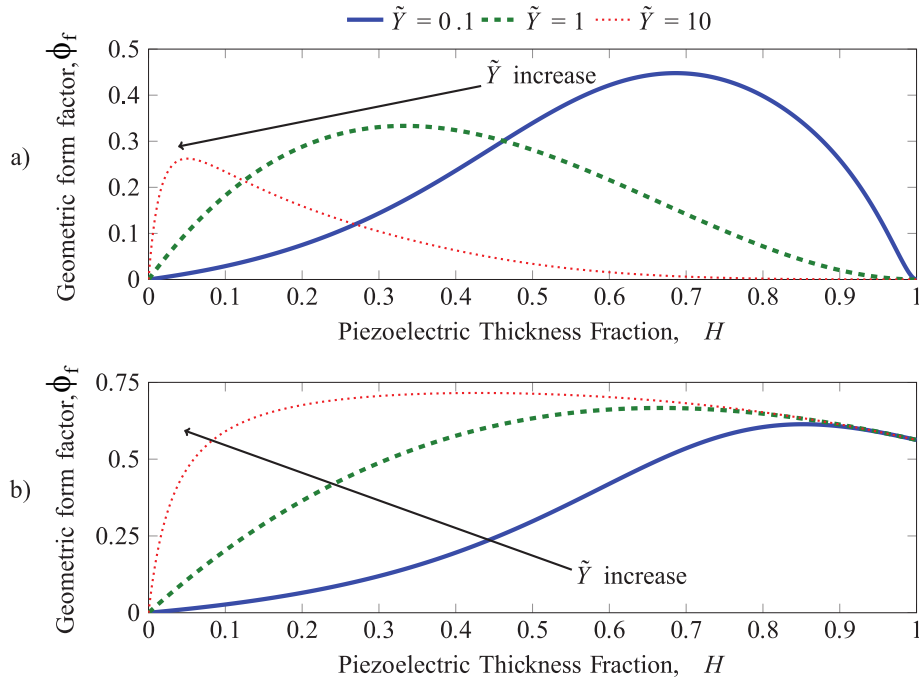 Ỹ = 0.1 Ỹ = 1 Ỹ = 10
a)
Geometric form factor, ϕf
0.5
0.4
0.3
0.2
0.1
0
Ỹ increase
0 0.1 0.2 0.3 0.4 0.5 0.6 0.7 0.8 0.9 1
Piezoelectric Thickness Fraction, H
b)
Geometric form factor, ϕf
0.75
0.5
0.25
0
Ỹ increase
0 0.1 0.2 0.3 0.4 0.5 0.6 0.7 0.8 0.9 1
Piezoelectric Thickness Fraction, H